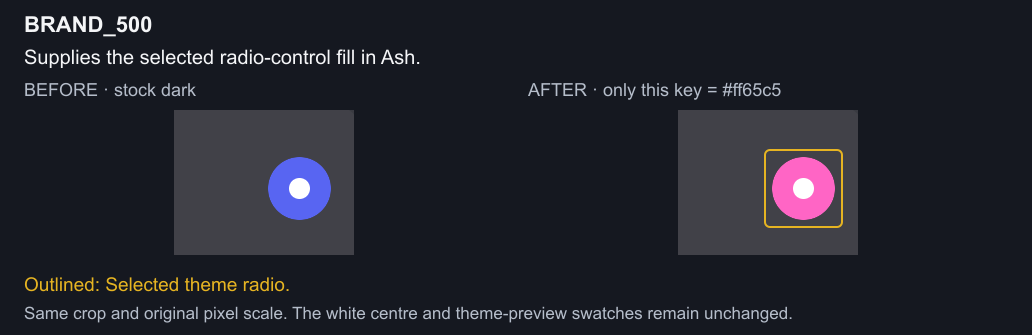 BRAND_500
Supplies the selected radio-control fill in Ash.
BEFORE · stock dark
AFTER · only this key = #ff65c5
Outlined: Selected theme radio.
Same crop and original pixel scale. The white centre and theme-preview swatches remain unchanged.